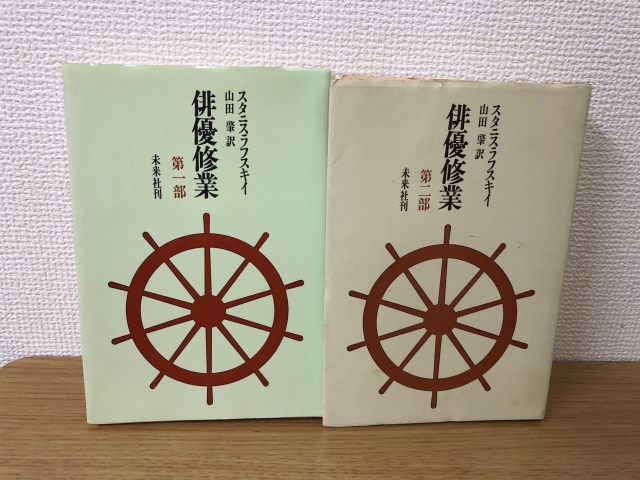 スタニスラフスキイ
山田 肇 訳
俳優修業
第一部
未来社刊
スタニスラフスキイ
山田 肇 訳
俳優修業
第二部
未来社刊